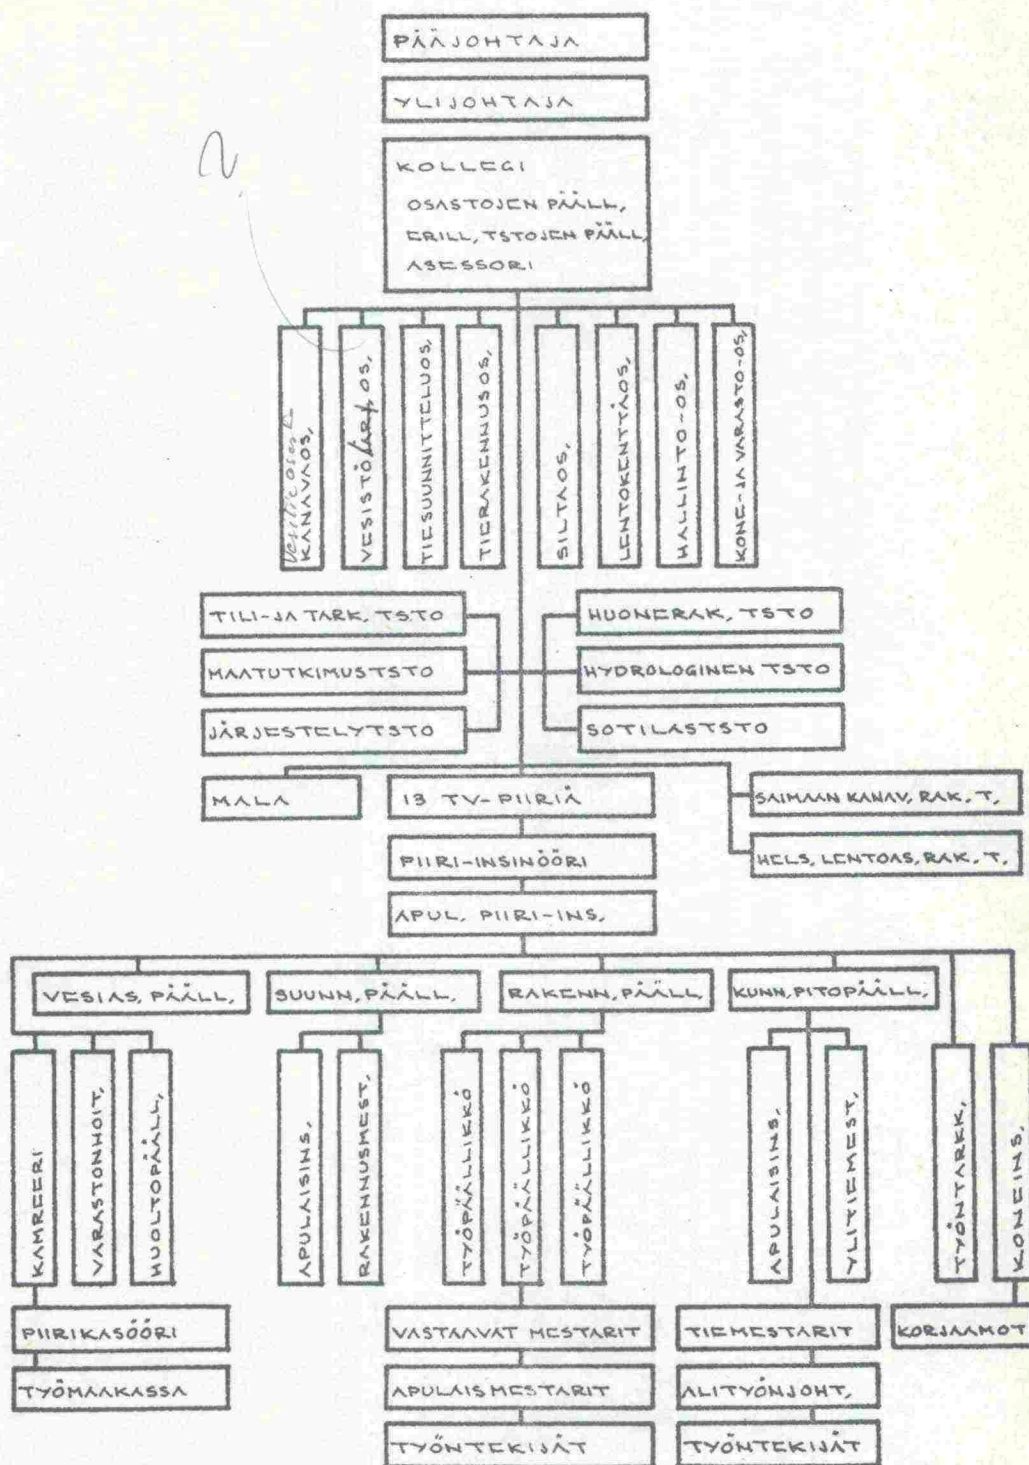 PÄÄJOHTAJA
YLIJOHTAJA
KOLLEGI
OSASTOJEN PÄÄLL,
ERILL, TSTOJEN PÄÄLL,
ASESSORI
KANAVAOS,
VESISTÖ OS,
TIESUUNNITTELUOS,
TIERAKENNUSOS,
SILTAOS,
LENTOKENTTÄOS,
HALLINTO-OS,
KONE-JA VARASTO-OS,
TILI-JA TARK, TSTO
HUONERAK, TSTO
MAATUTKIMUSTSTO
HYDROLOGINEN TSTO
JÄRJESTELYTSTO
SOTILASTSTO
MALA
13 TV-PIIRIÄ
SAIMAAN KANAV, RAK, T,
PIIRI-INSINÖÖRI
HELS, LENTOAS, RAK, T,
APUL, PIIRI-INS,
VESIAS, PÄÄLL,
SUUNN, PÄÄLL,
RAKENN, PÄÄLL,
KUNN, PITOPÄÄLL,
KAMREERI
VARASTONHOIT,
HUOLTOPÄÄLL,
APULAISINS,
RAKENNUSMEST,
TYÖPÄÄLLIKKÖ
TYÖPÄÄLLIKKÖ
TYÖPÄÄLLIKKÖ
APULAISINS,
YLITIEMEST,
TYÖNTARKK,
KONEINS,
PIIRIKASÖÖRI
VASTAAVAT MESTARIT
TIEMESTARIT
KORJAAMOT
TYÖMAAKASSA
APULAISMESTARIT
ALITYÖNJOHT,
TYÖNTEKIJÄT
TYÖNTEKIJÄT